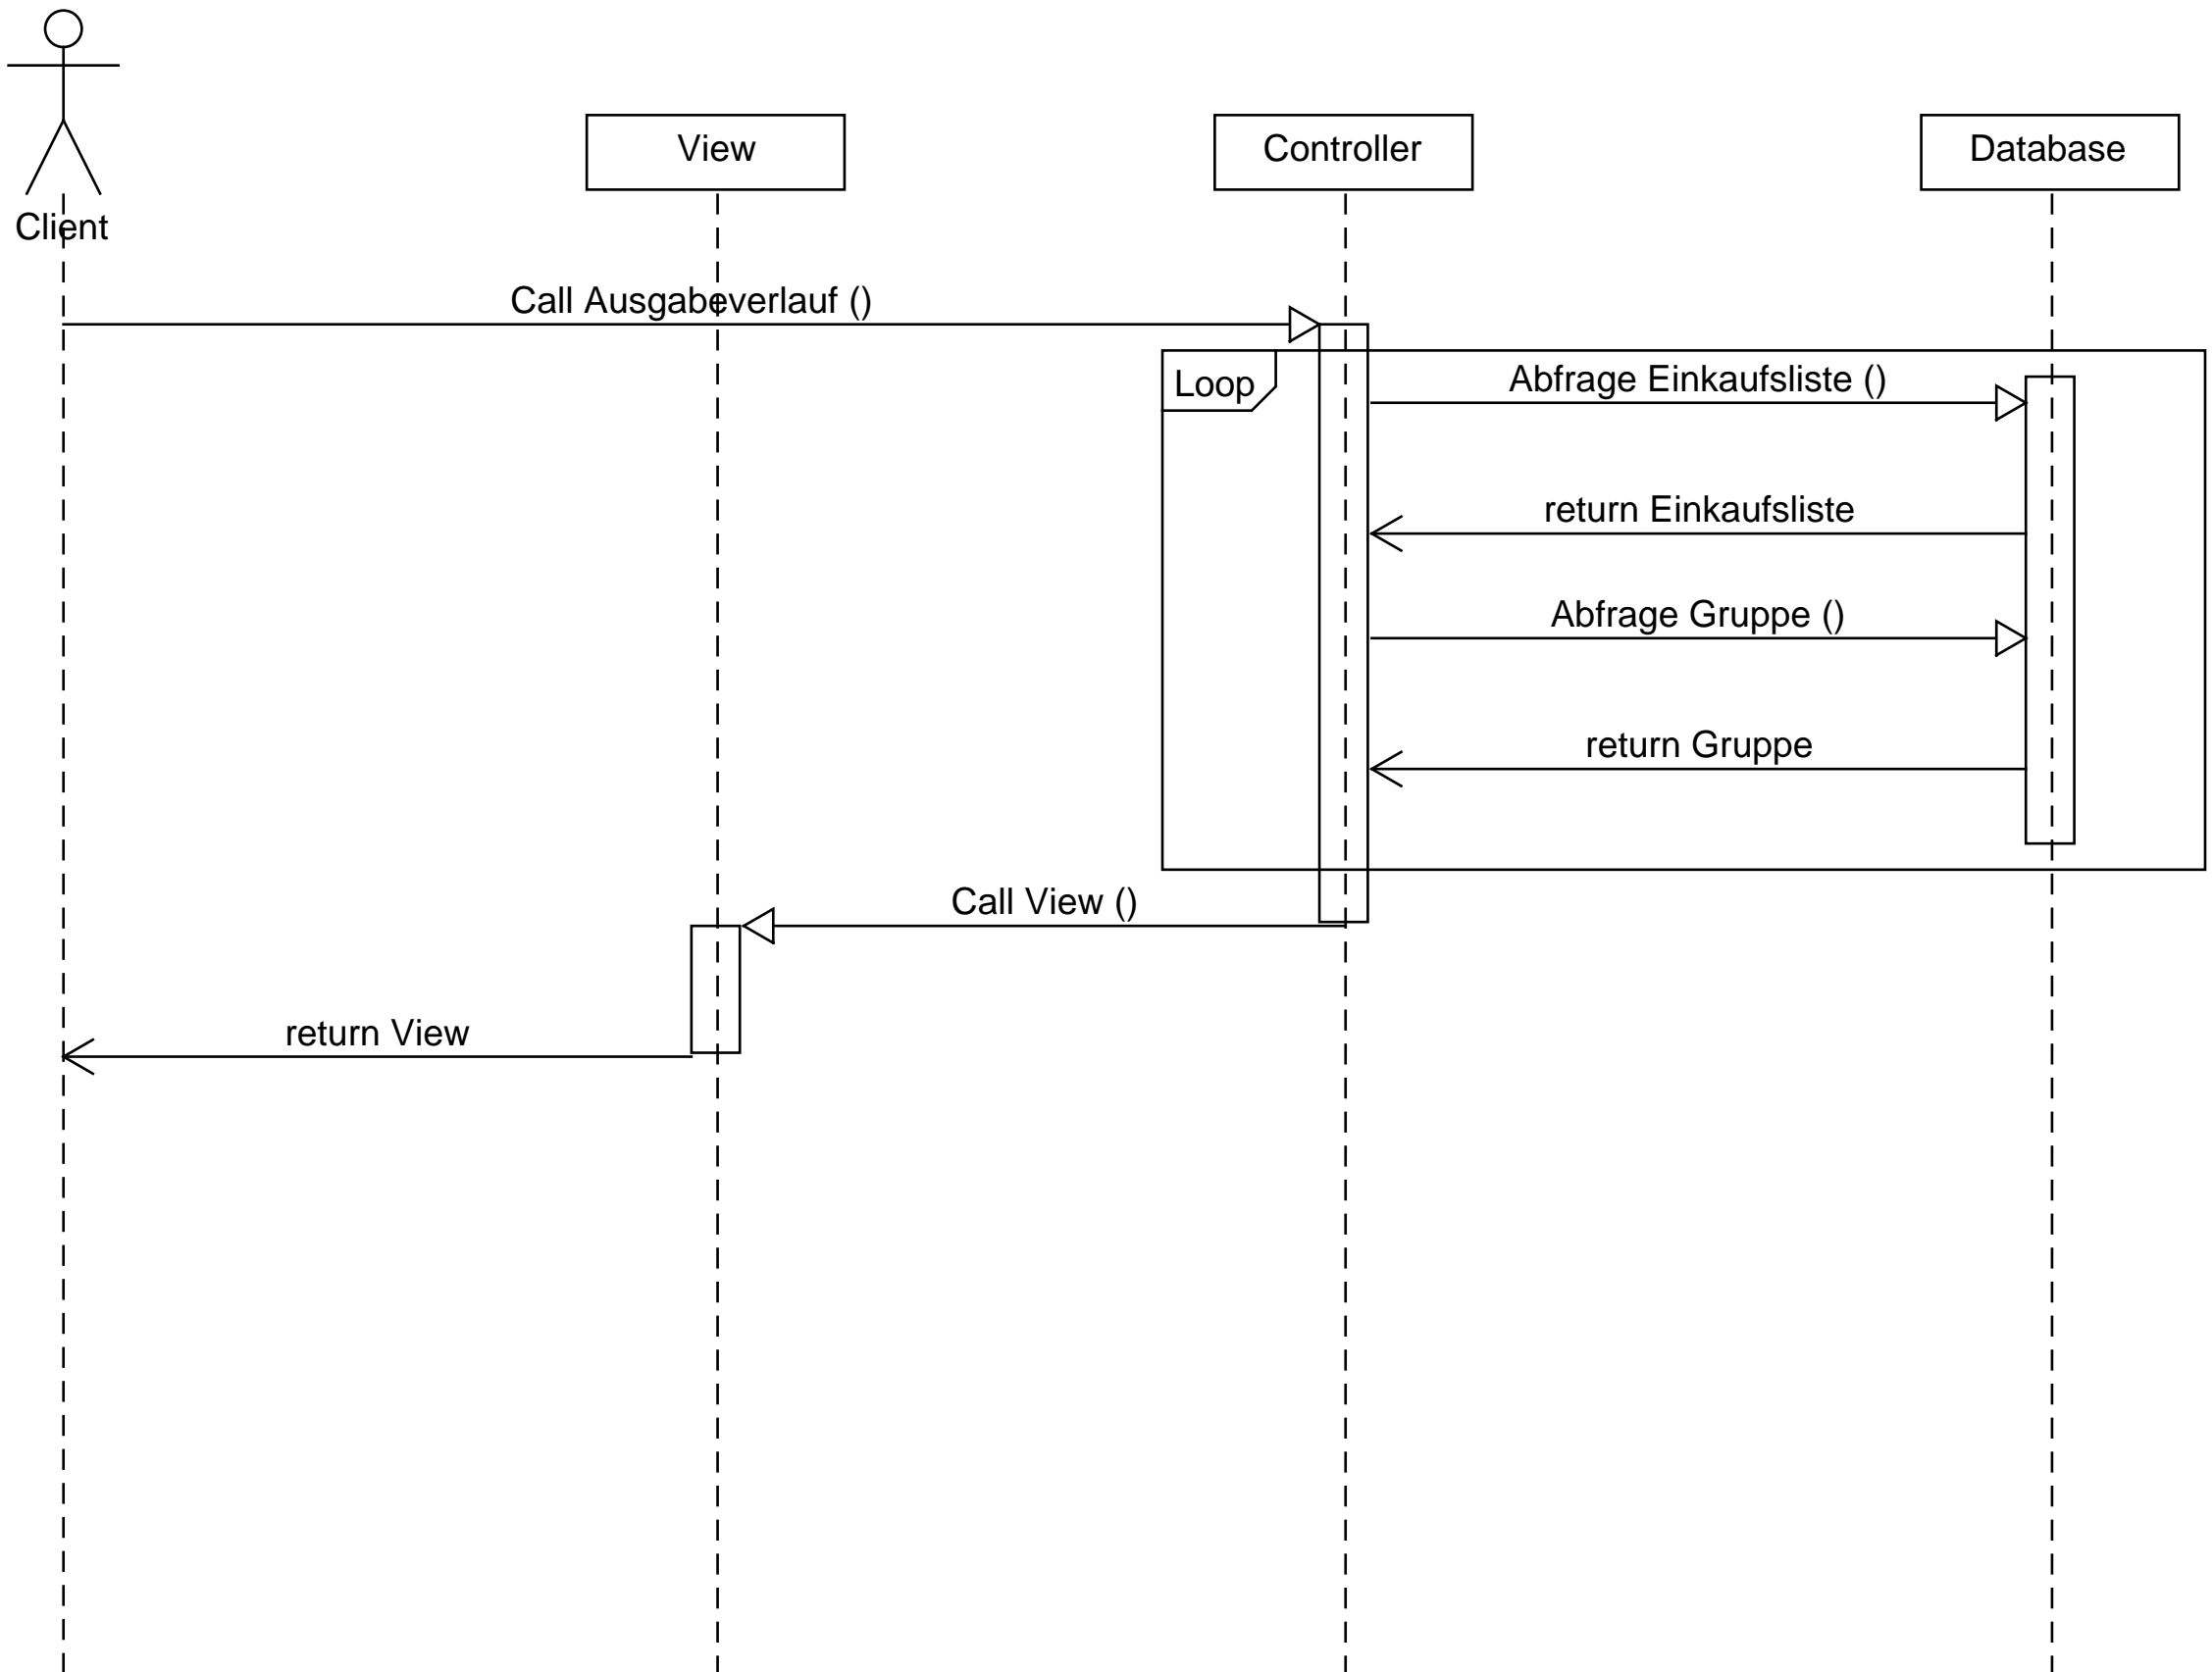 View
Controller
Database
Client
Call Ausgabeverlauf ()
Loop
Abfrage Einkaufsliste ()
return Einkaufsliste
Abfrage Gruppe ()
return Gruppe
Call View ()
return View